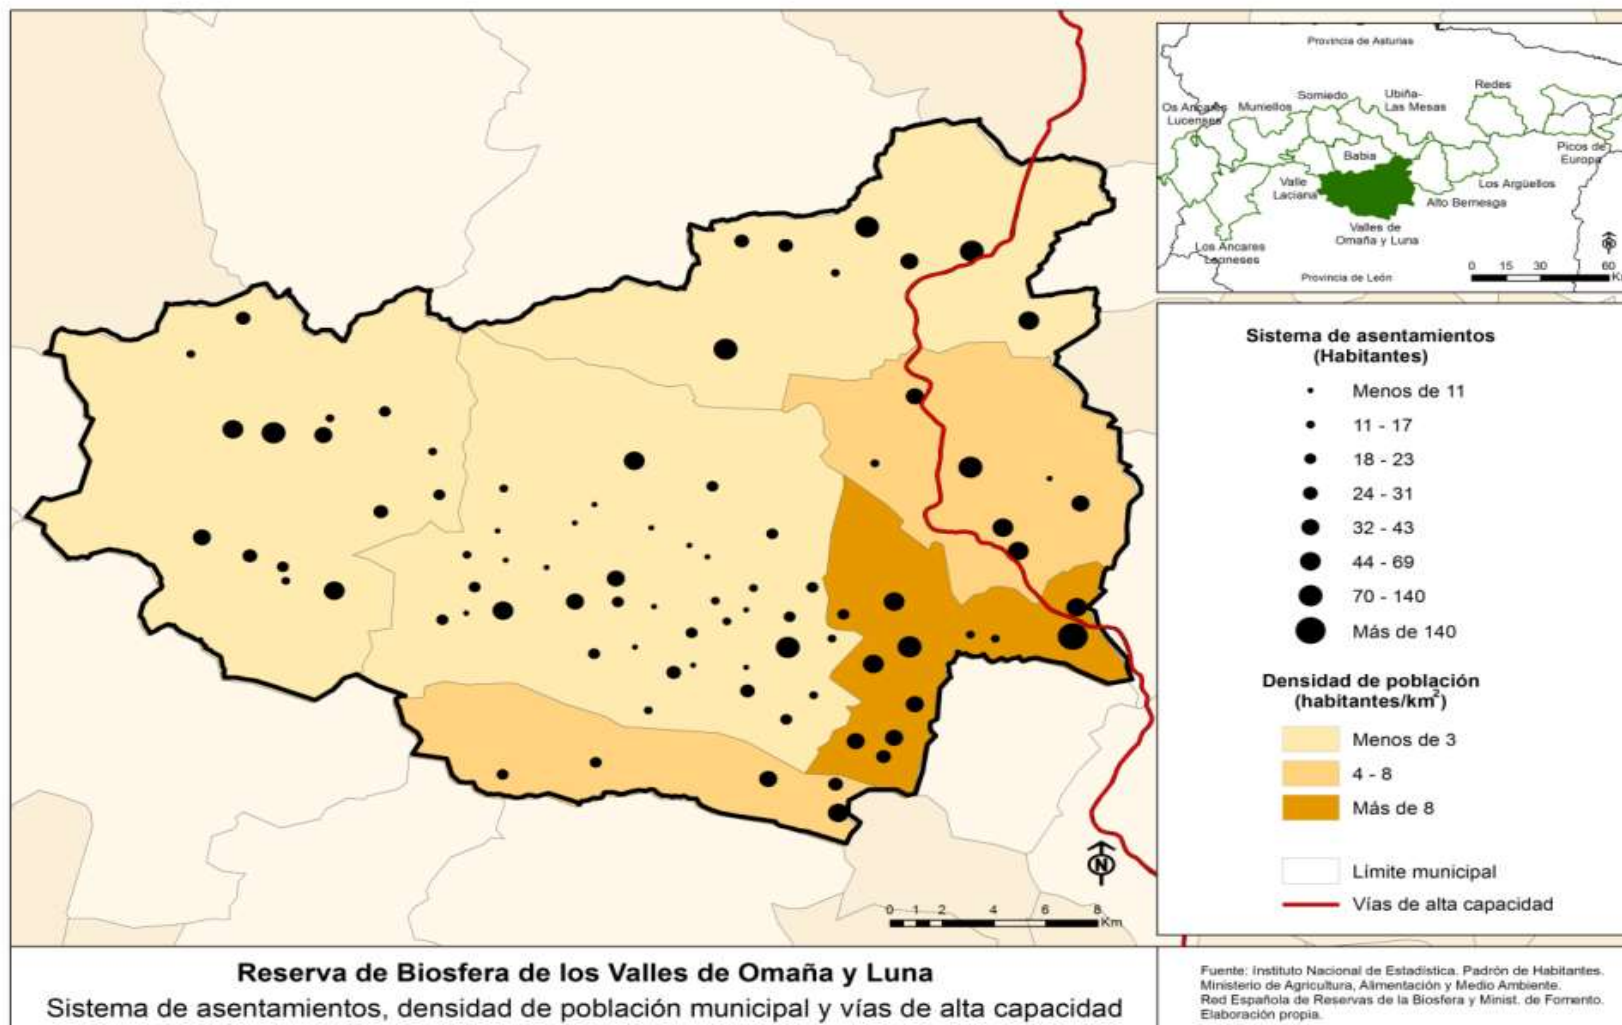 Provincia de Asturias
Redes
Somiedo
Ubiña-
Las Mesas
Os Ancares
Lucenses
Muniellos
Picos de
Europa
Babia
Valle
Laciana
Los Argüellos
Alto Bernesga
Valles de
Omaña y Luna
Los Ancares
Leoneses
N
0 15 30 60
Km
Provincia de León
Sistema de asentamientos
(Habitantes)
Menos de 11
11 - 17
18 - 23
24 - 31
32 - 43
44 - 69
70 - 140
Más de 140
Densidad de población
(habitantes/km²)
Menos de 3
4 - 8
Más de 8
Límite municipal
Vías de alta capacidad
N
0 1 2 4 6 8
Km
Reserva de Biosfera de los Valles de Omaña y Luna
Sistema de asentamientos, densidad de población municipal y vías de alta capacidad
Fuente: Instituto Nacional de Estadística. Padrón de Habitantes.
Ministerio de Agricultura, Alimentación y Medio Ambiente.
Red Española de Reservas de la Biosfera y Minist. de Fomento.
Elaboración propia.